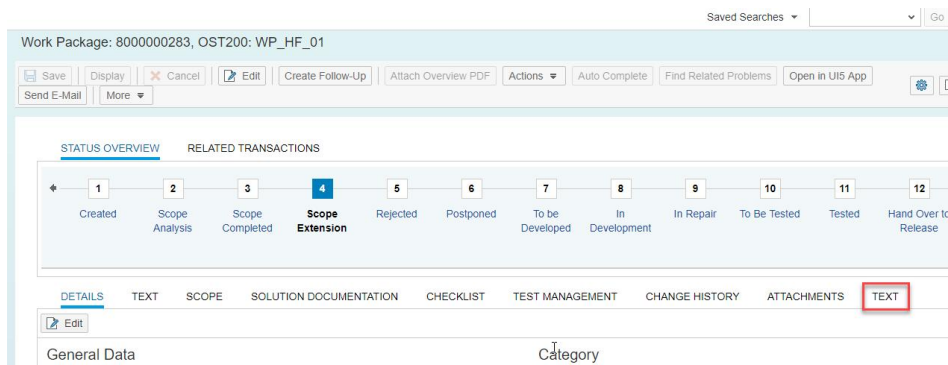 Saved Searches Go
Work Package: 8000000283, OST200: WP_HF_01
Save Display Cancel Edit Create Follow-Up Attach Overview PDF Actions Auto Complete Find Related Problems Open in UI5 App
Send E-Mail More
STATUS OVERVIEW RELATED TRANSACTIONS
1 2 3 4 5 6 7 8 9 10 11 12
Created Scope Scope Scope Rejected Postponed To be In In Repair To Be Tested Tested Hand Over to
Analysis Completed Extension Developed Development Release
DETAILS TEXT SCOPE SOLUTION DOCUMENTATION CHECKLIST TEST MANAGEMENT CHANGE HISTORY ATTACHMENTS TEXT
Edit
General Data Category